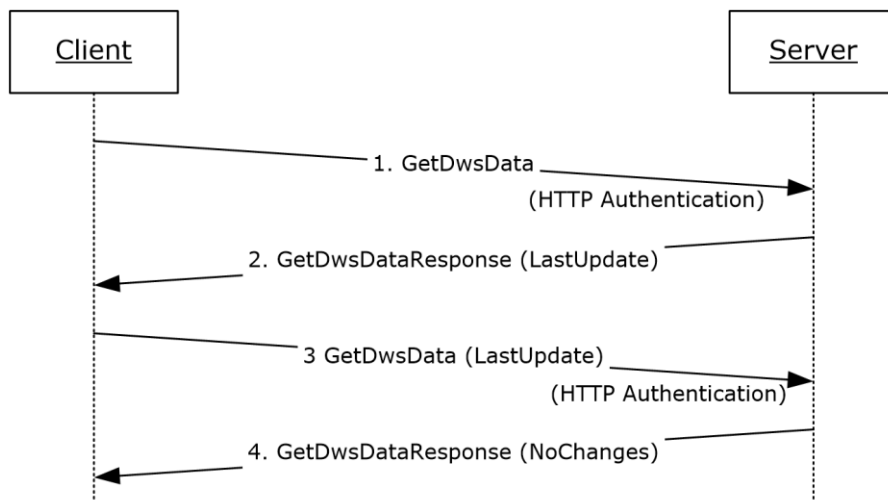 Client
Server
1. GetDwsData
(HTTP Authentication)
2. GetDwsDataResponse (LastUpdate)
3 GetDwsData (LastUpdate)
(HTTP Authentication)
4. GetDwsDataResponse (NoChanges)